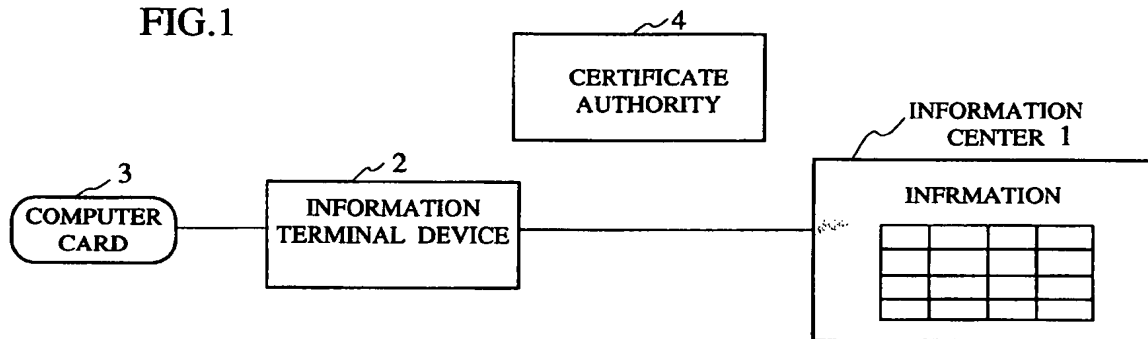 FIG.1
4
CERTIFICATE
AUTHORITY
INFORMATION
CENTER 1
3
COMPUTER
CARD
2
INFORMATION
TERMINAL DEVICE
INFRMATION